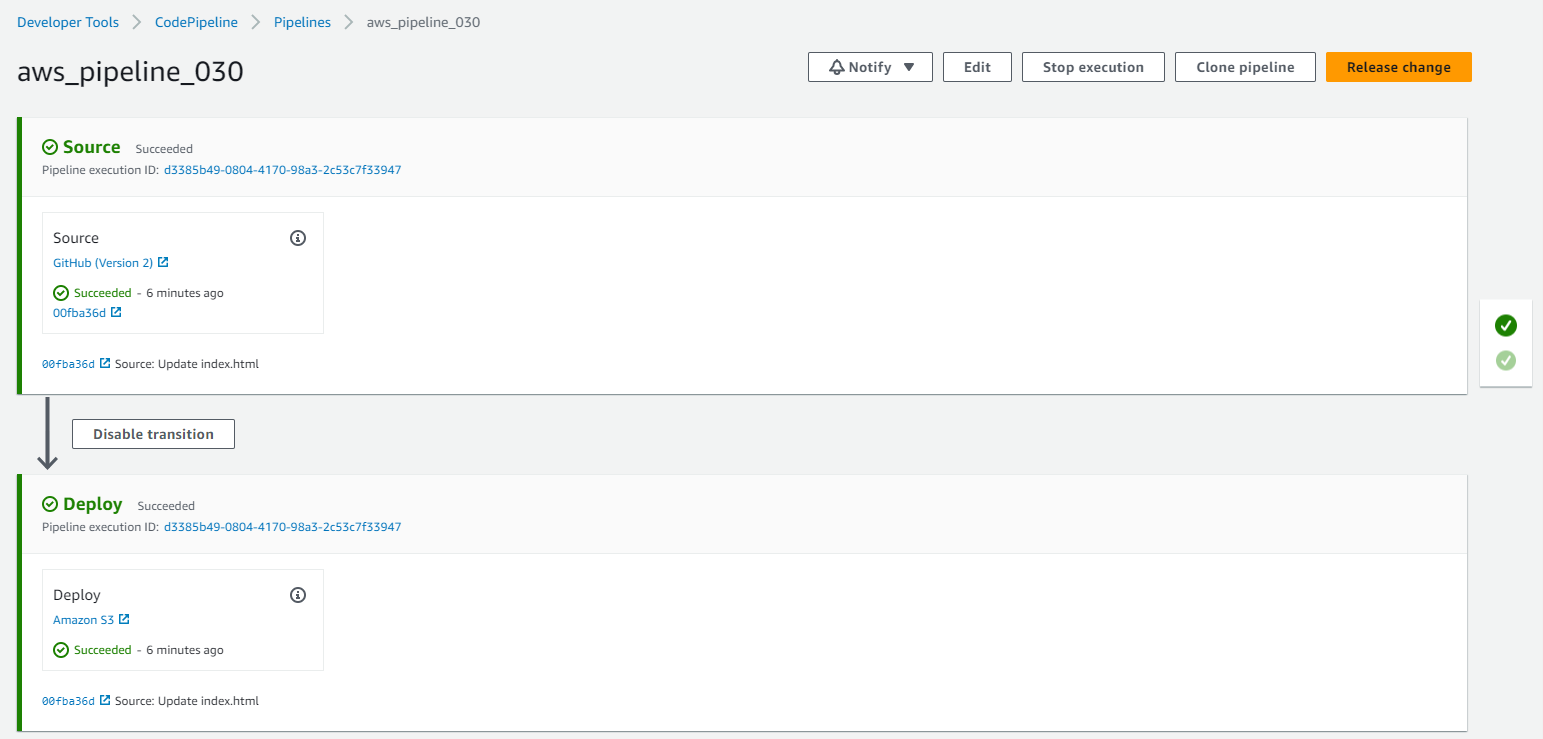 Developer Tools CodePipeline Pipelines aws_pipeline_030
aws_pipeline_030
Notify Edit Stop execution Clone pipeline Release change
Source Succeeded
Pipeline execution ID: d3385b49-0804-4170-98a3-2c53c7f33947
Source
GitHub (Version 2)
Succeeded - 6 minutes ago
00fba36d
00fba36d Source: Update index.html
Disable transition
Deploy Succeeded
Pipeline execution ID: d3385b49-0804-4170-98a3-2c53c7f33947
Deploy
Amazon S3
Succeeded - 6 minutes ago
00fba36d Source: Update index.html